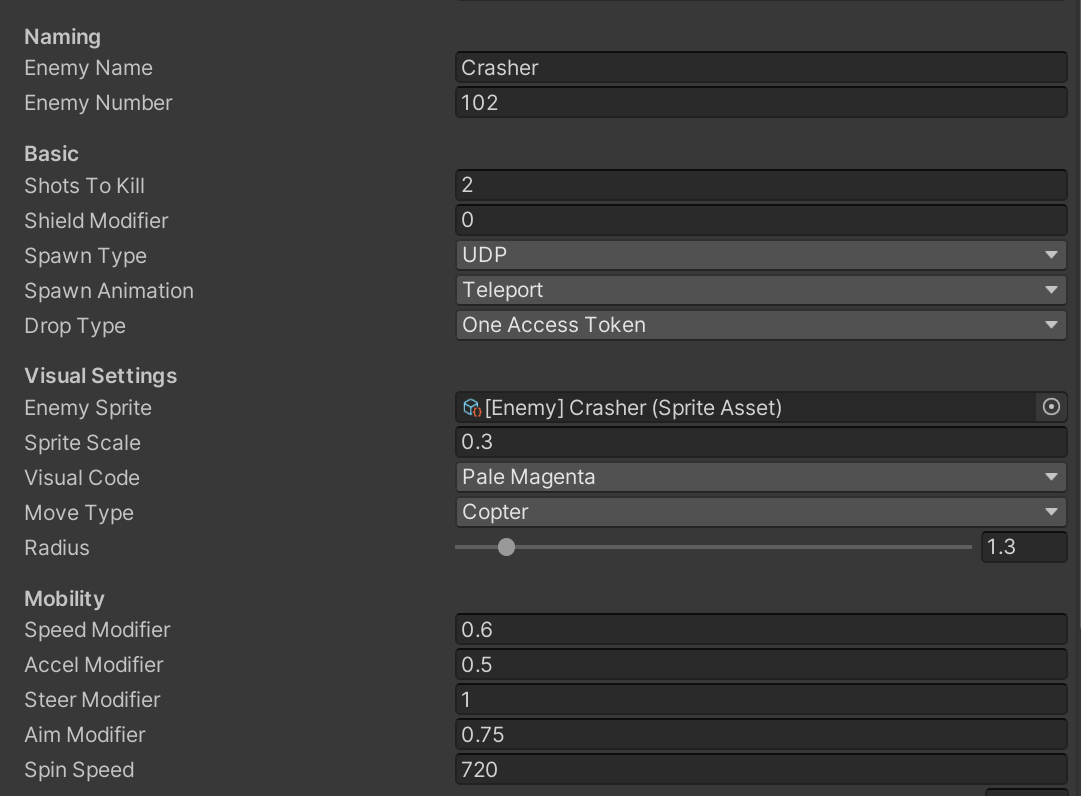 Naming
Enemy Name Crasher
Enemy Number 102
Basic
Shots To Kill 2
Shield Modifier 0
Spawn Type UDP
Spawn Animation Teleport
Drop Type One Access Token
Visual Settings
Enemy Sprite [Enemy] Crasher (Sprite Asset)
Sprite Scale 0.3
Visual Code Pale Magenta
Move Type Copter
Radius 1.3
Mobility
Speed Modifier 0.6
Accel Modifier 0.5
Steer Modifier 1
Aim Modifier 0.75
Spin Speed 720